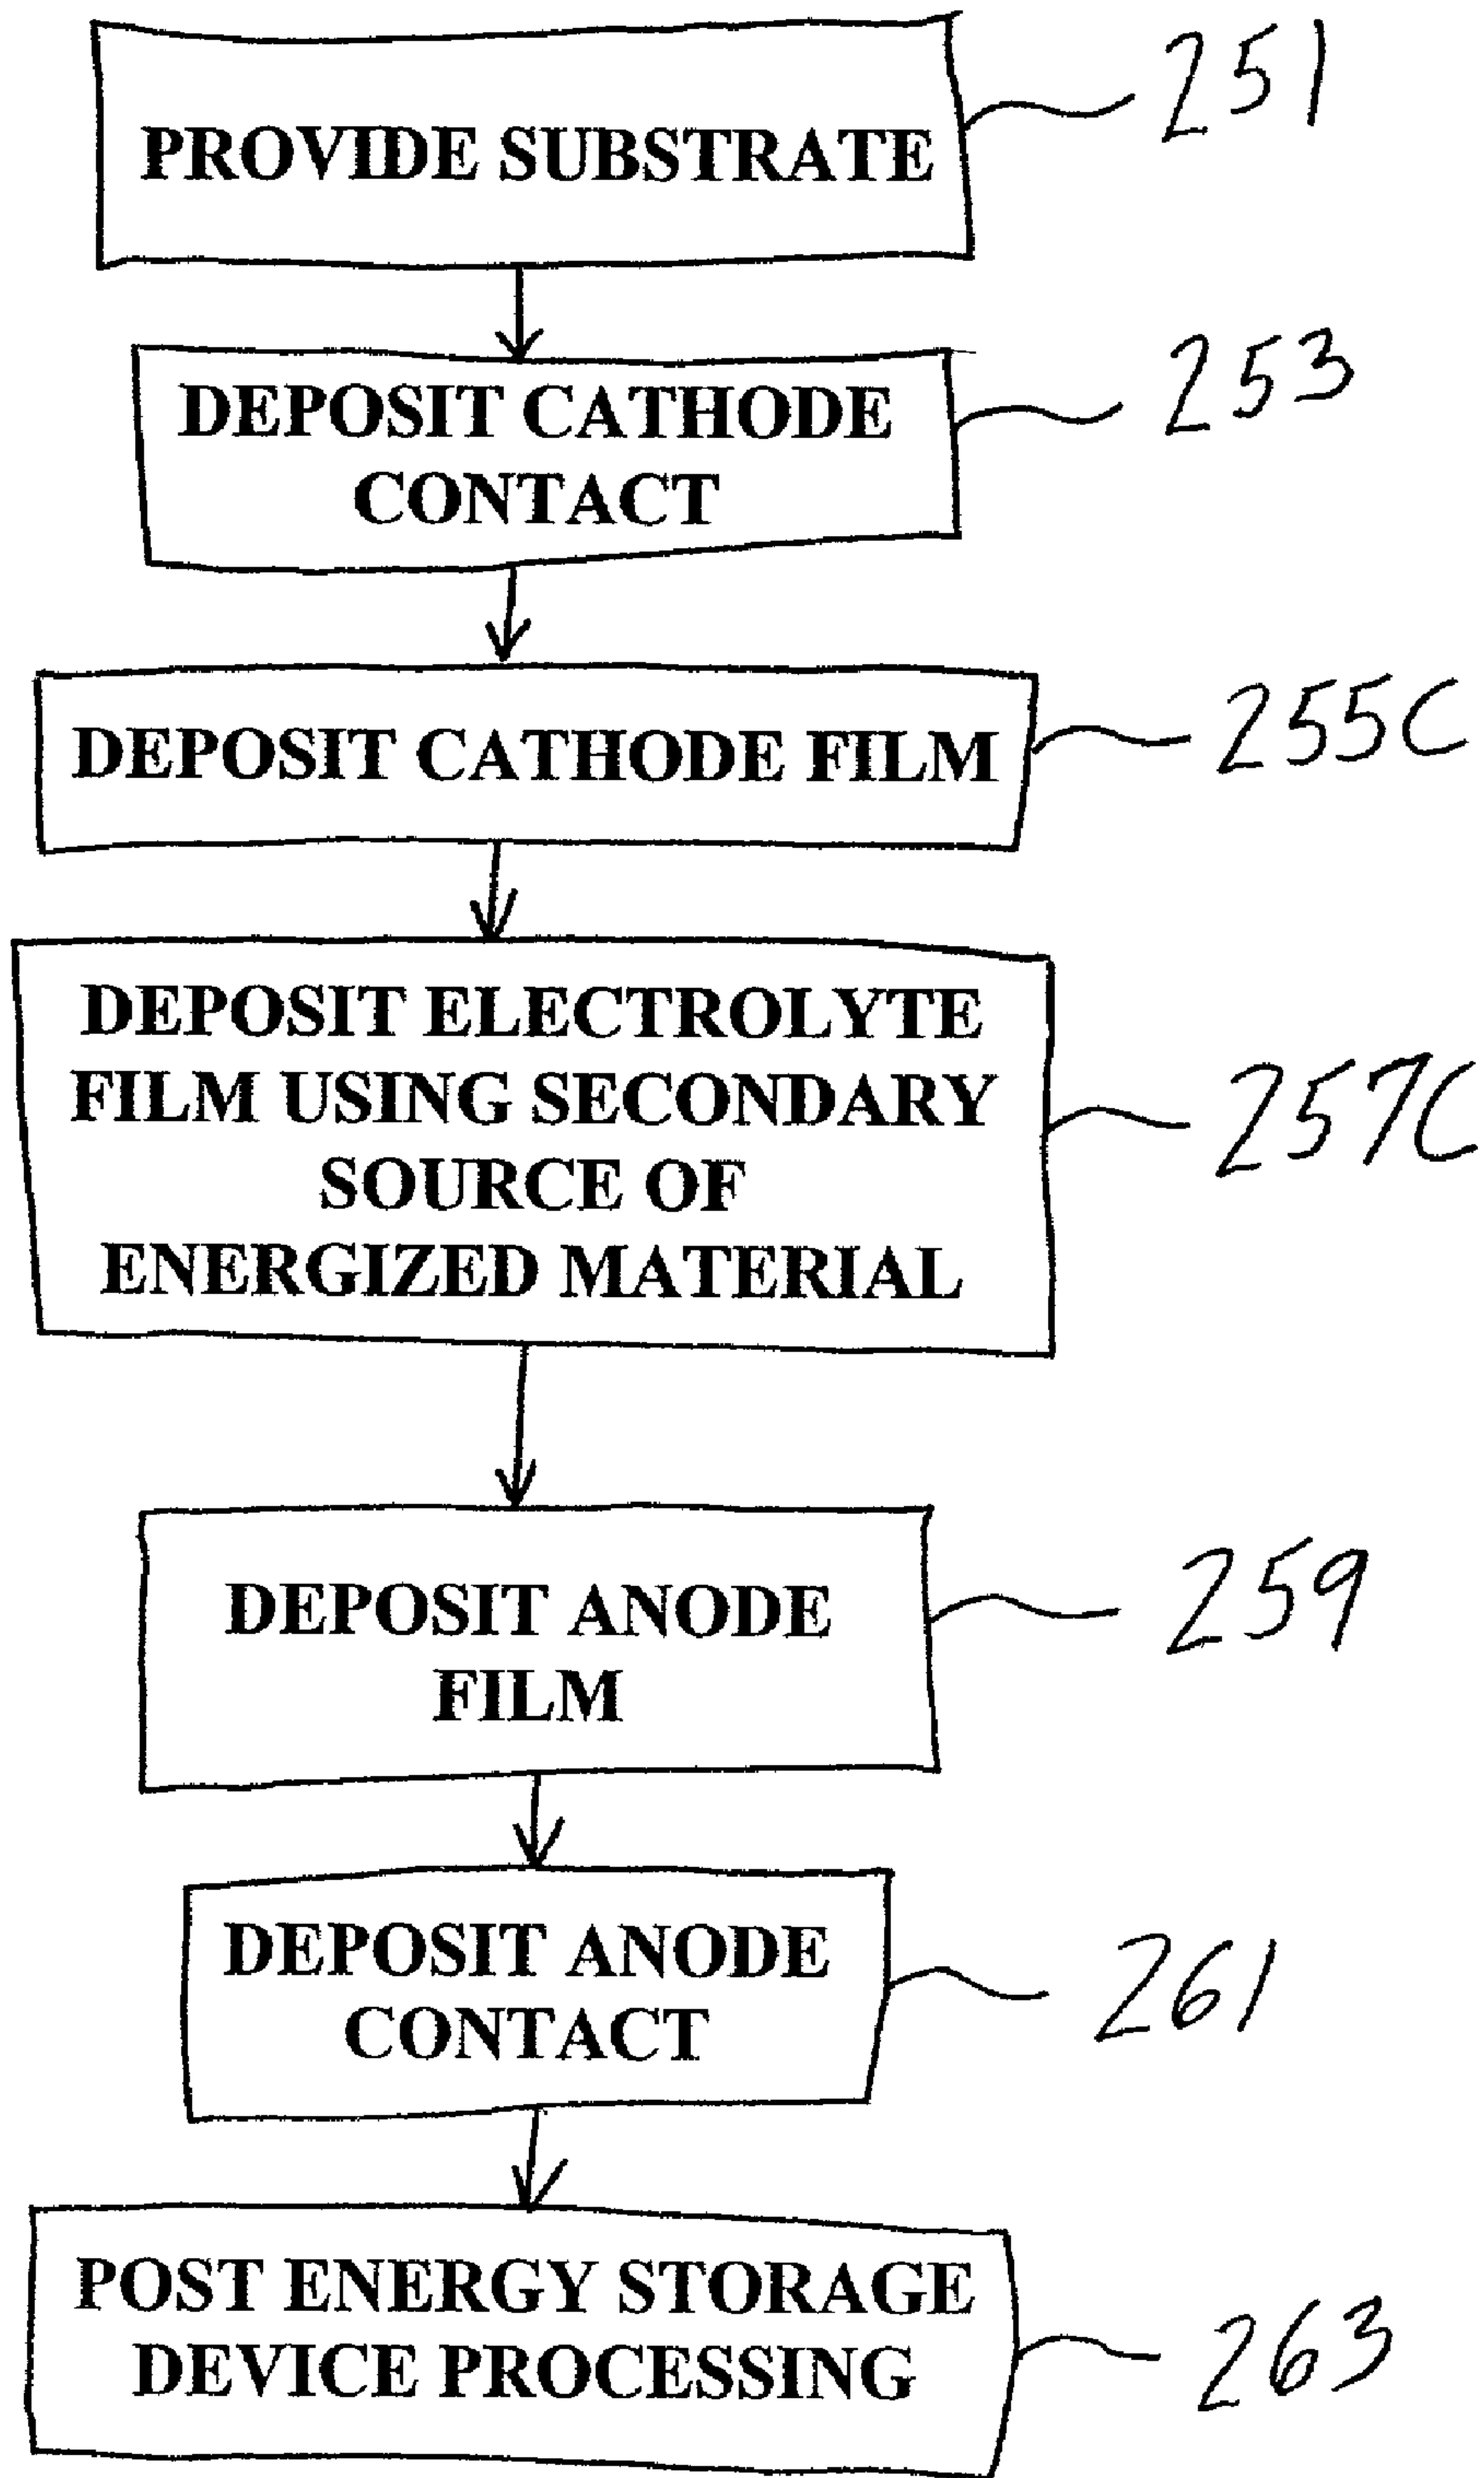 PROVIDE SUBSTRATE
251
DEPOSIT CATHODE
CONTACT
253
DEPOSIT CATHODE FILM
255C
DEPOSIT ELECTROLYTE
FILM USING SECONDARY
SOURCE OF
ENERGIZED MATERIAL
257C
DEPOSIT ANODE
FILM
259
DEPOSIT ANODE
CONTACT
261
POST ENERGY STORAGE
DEVICE PROCESSING
263